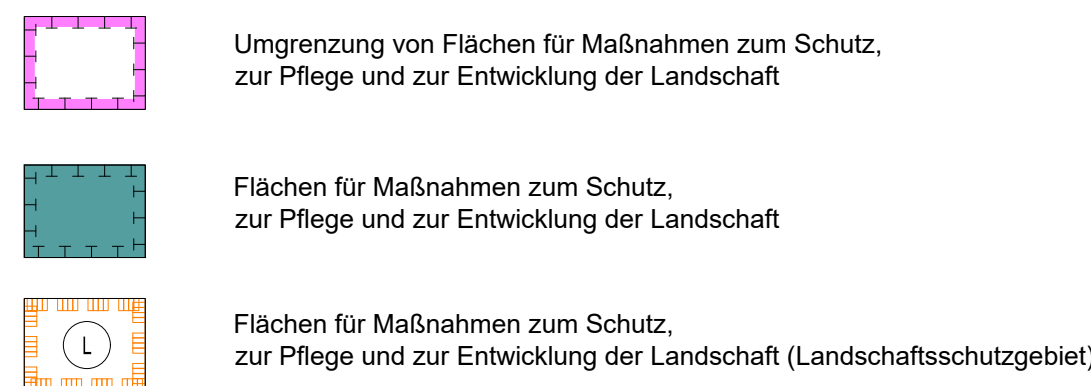 Umgrenzung von Flächen für Maßnahmen zum Schutz,
zur Pflege und zur Entwicklung der Landschaft
Flächen für Maßnahmen zum Schutz,
zur Pflege und zur Entwicklung der Landschaft
L
Flächen für Maßnahmen zum Schutz,
zur Pflege und zur Entwicklung der Landschaft (Landschaftsschutzgebiet)